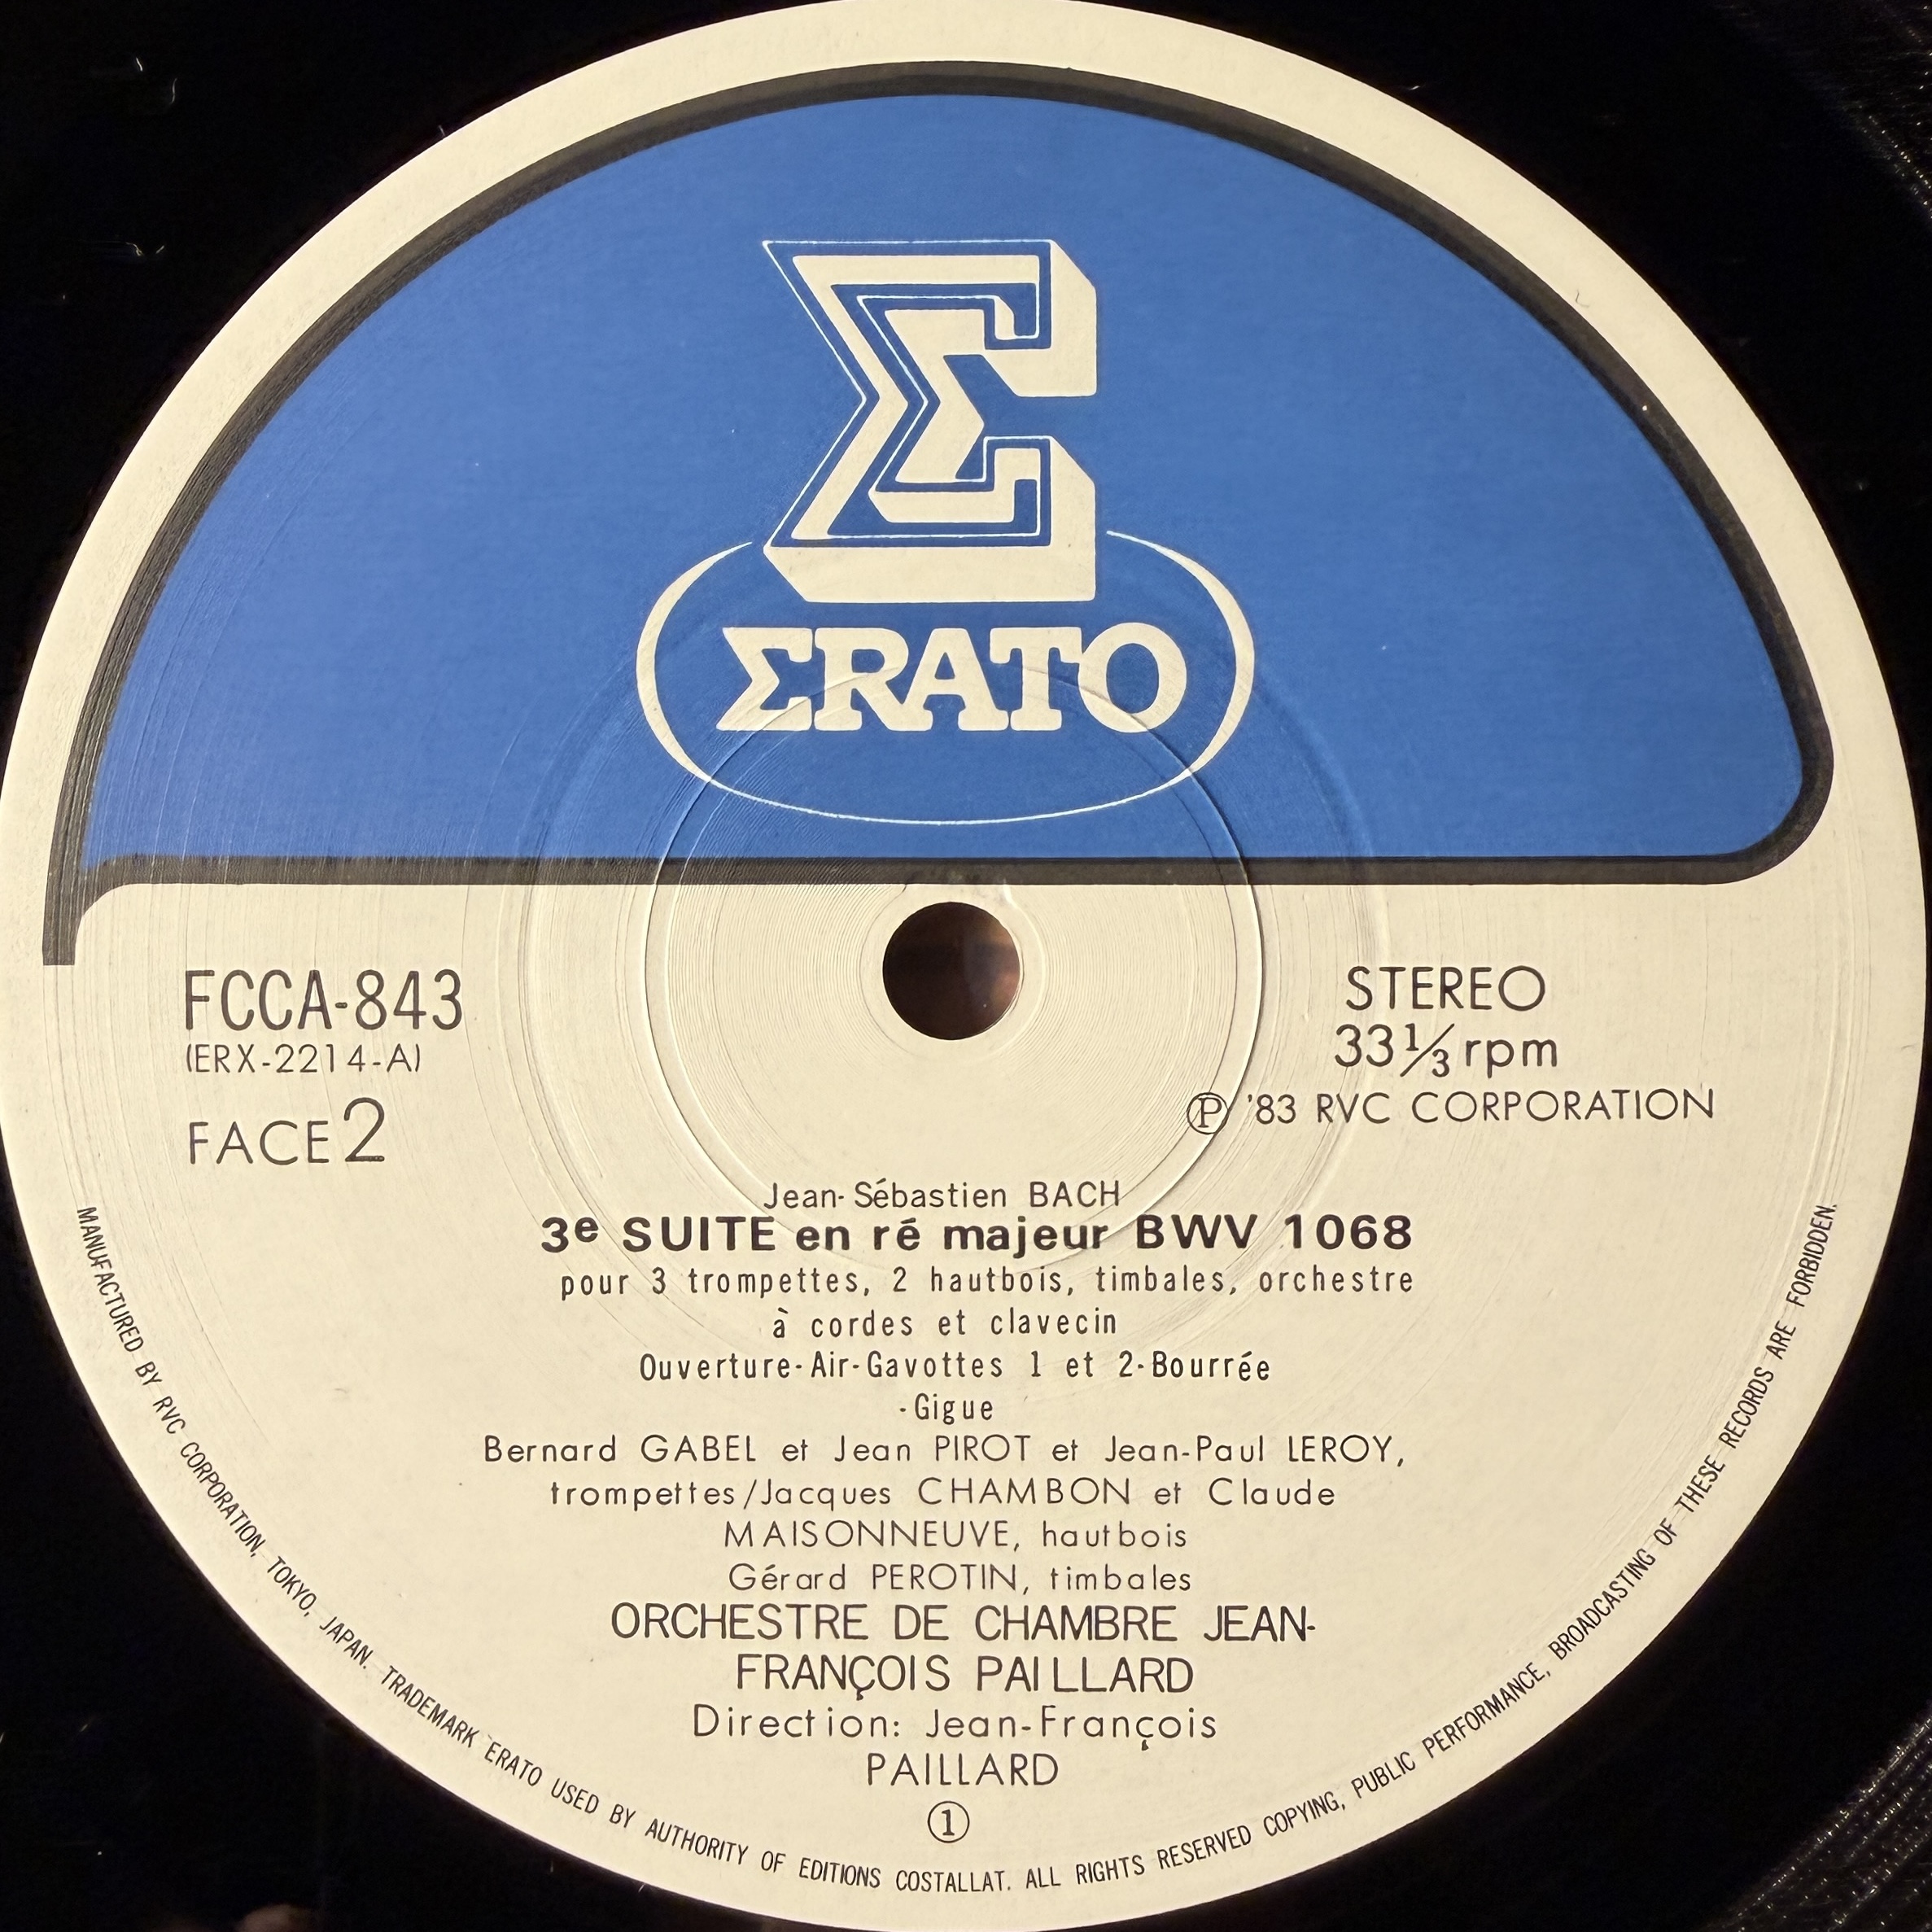 Σ
ΣRATO
FCCA-843
(ERX-2214-A)
FACE 2
STEREO
33 1/3 rpm
Ⓟ '83 RVC CORPORATION
Jean-Sébastien BACH
3e SUITE en ré majeur BWV 1068
pour 3 trompettes, 2 hautbois, timbales, orchestre
à cordes et clavecin
Ouverture-Air-Gavottes 1 et 2-Bourrée
-Gigue
Bernard GABEL et Jean PIROT et Jean-Paul LEROY,
trompettes/Jacques CHAMBON et Claude
MAISONNEUVE, hautbois
Gérard PEROTIN, timbales
ORCHESTRE DE CHAMBRE JEAN-
FRANÇOIS PAILLARD
Direction: Jean-François
PAILLARD
①
MANUFACTURED BY RVC CORPORATION, TOKYO, JAPAN. TRADEMARK ERATO USED BY AUTHORITY OF EDITIONS COSTALLAT. ALL RIGHTS RESERVED COPYING, PUBLIC PERFORMANCE, BROADCASTING OF THESE RECORDS ARE FORBIDDEN.